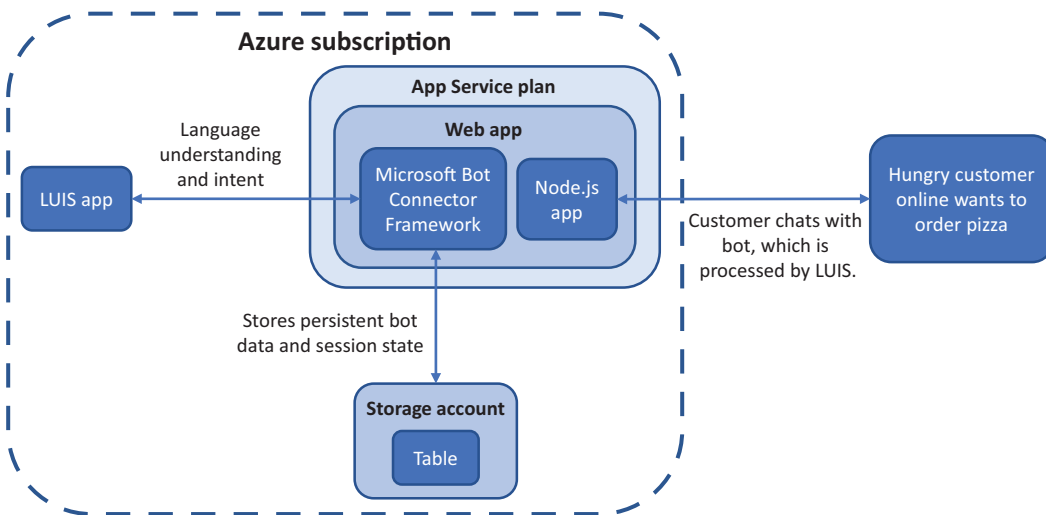 Azure subscription
App Service plan
Web app
Language
understanding
and intent
LUIS app
Microsoft Bot
Connector
Framework
Node.js
app
Hungry customer
online wants to
order pizza
Customer chats with
bot, which is
processed by LUIS.
Stores persistent bot
data and session state
Storage account
Table